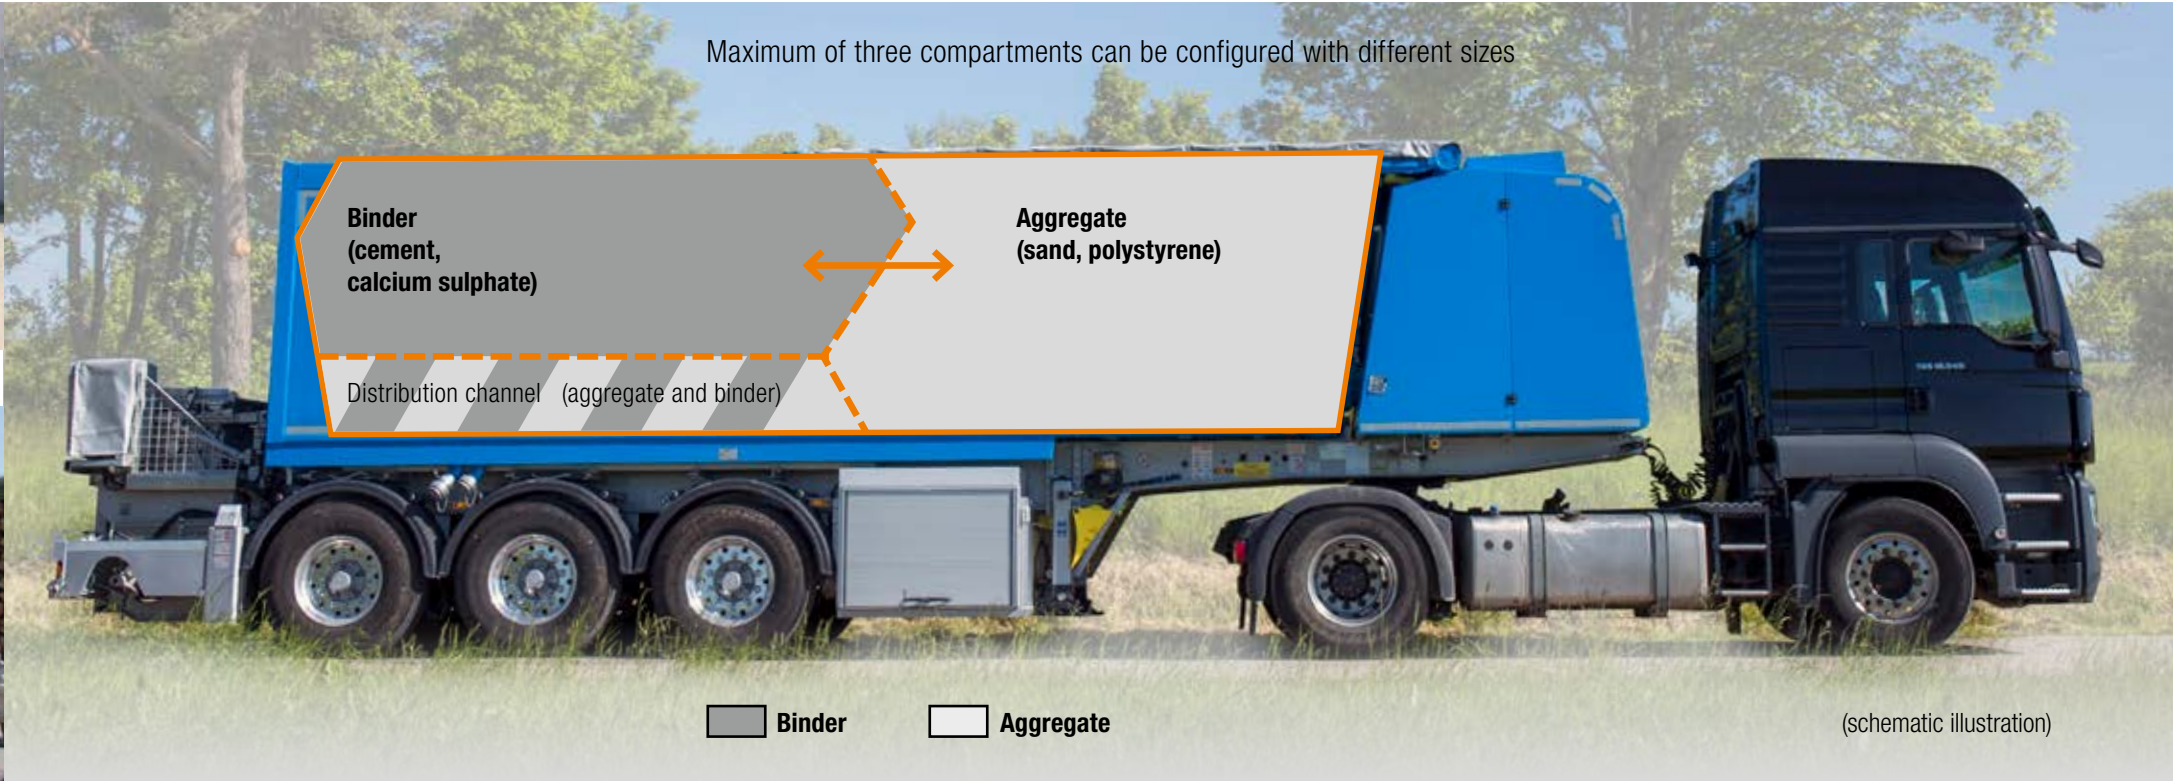 Maximum of three compartments can be configured with different sizes
Binder
(cement,
calcium sulphate)
Aggregate
(sand, polystyrene)
Distribution channel (aggregate and binder)
Binder
Aggregate
(schematic illustration)